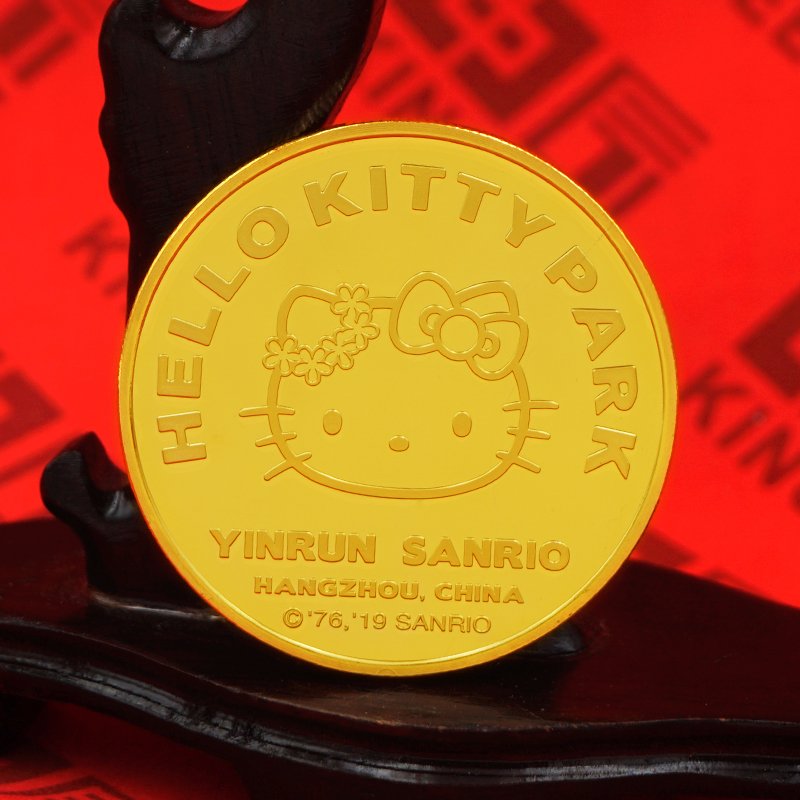 HELLO KITTY PARK
YINRUN SANRIO
HANGZHOU, CHINA
©'76,'19 SANRIO